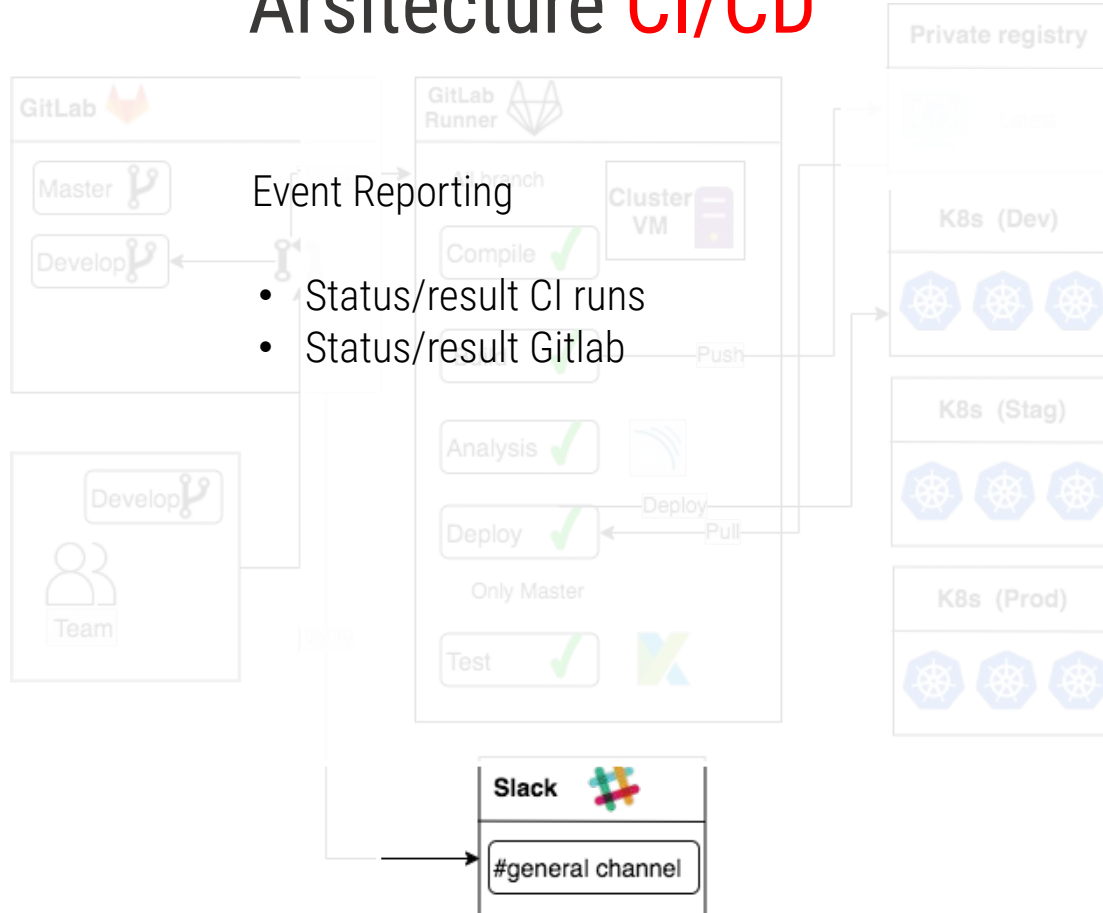 Arsitecture CI/CD
Private registry
GitLab
GitLab
Runner
Master
branch
Cluster
VM
Event Reporting
K8s (Dev)
Develop
Compile
• Status/result CI runs
• Status/result Gitlab
Push
K8s (Stag)
Analysis
Develop
Deploy
Deploy
Pull
Only Master
K8s (Prod)
Team
Test
Slack
#general channel